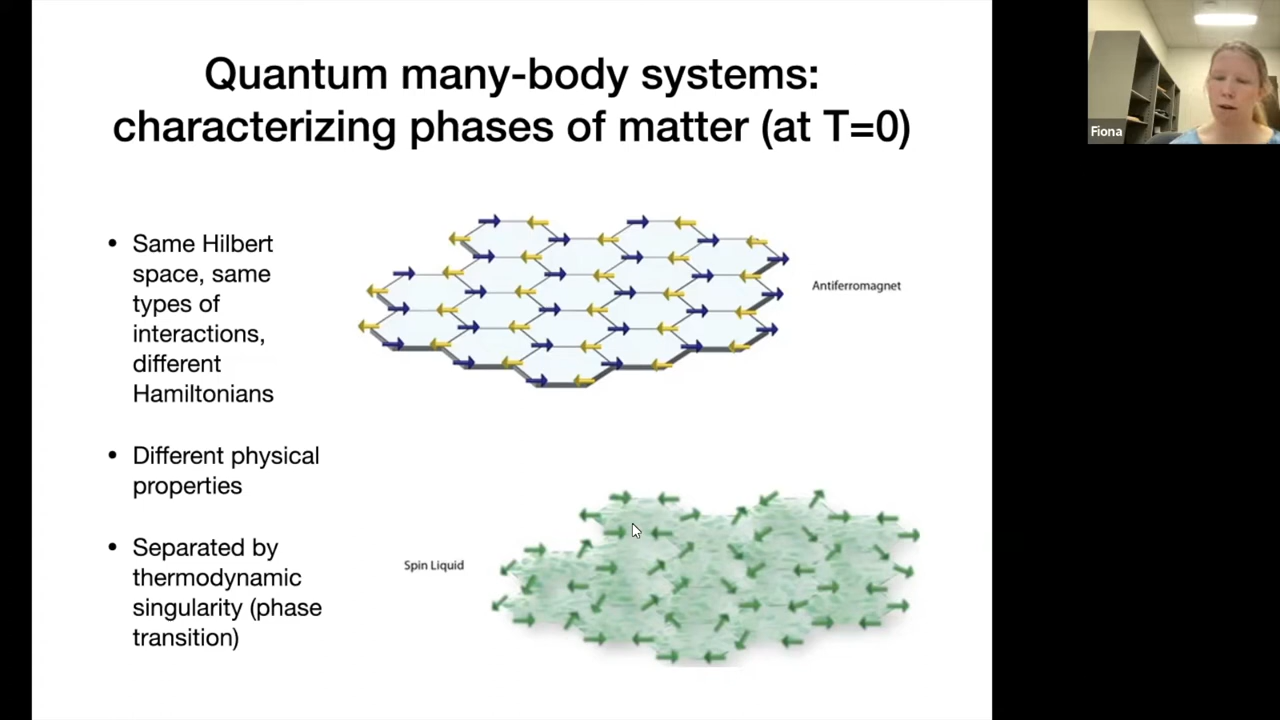 Quantum many-body systems:
characterizing phases of matter (at T=0)
Fiona
• Same Hilbert
space, same
types of
interactions,
different
Hamiltonians
Antiferromagnet
• Different physical
properties
• Separated by
thermodynamic
singularity (phase
transition)
Spin Liquid